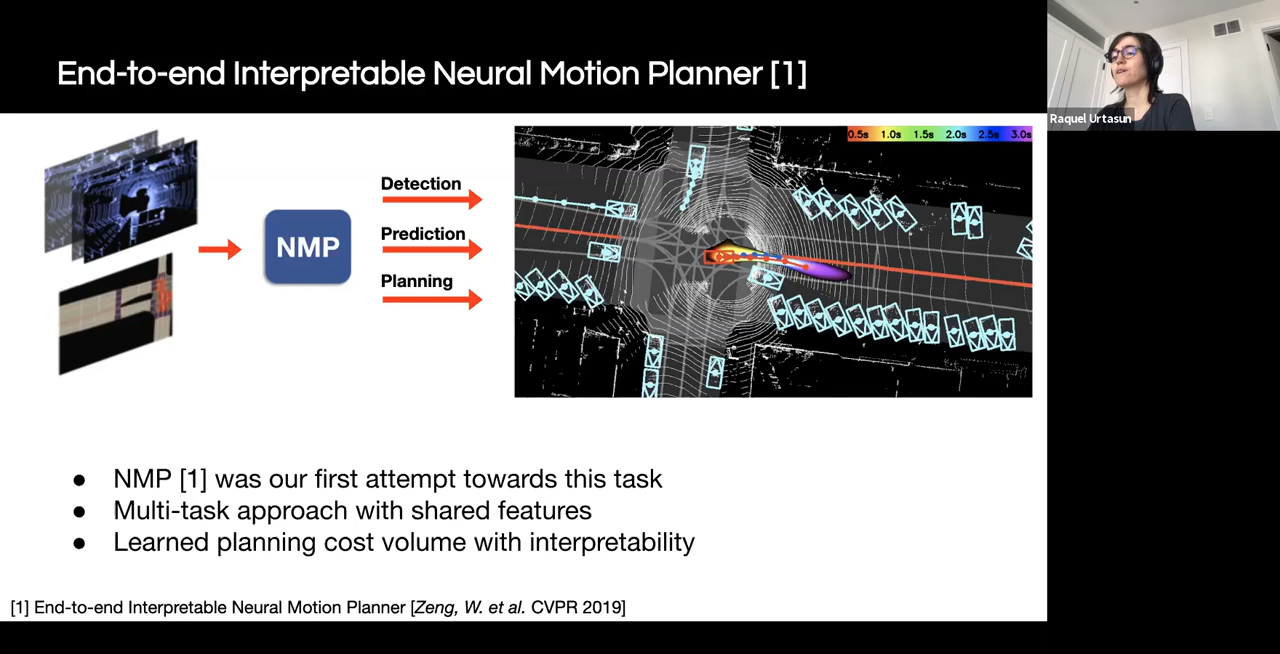 End-to-end Interpretable Neural Motion Planner [1]
Raquel Urtasun
NMP
Detection
Prediction
Planning
0.5s 1.0s 1.5s 2.0s 2.5s 3.0s
● NMP [1] was our first attempt towards this task
● Multi-task approach with shared features
● Learned planning cost volume with interpretability
[1] End-to-end Interpretable Neural Motion Planner [Zeng, W. et al. CVPR 2019]